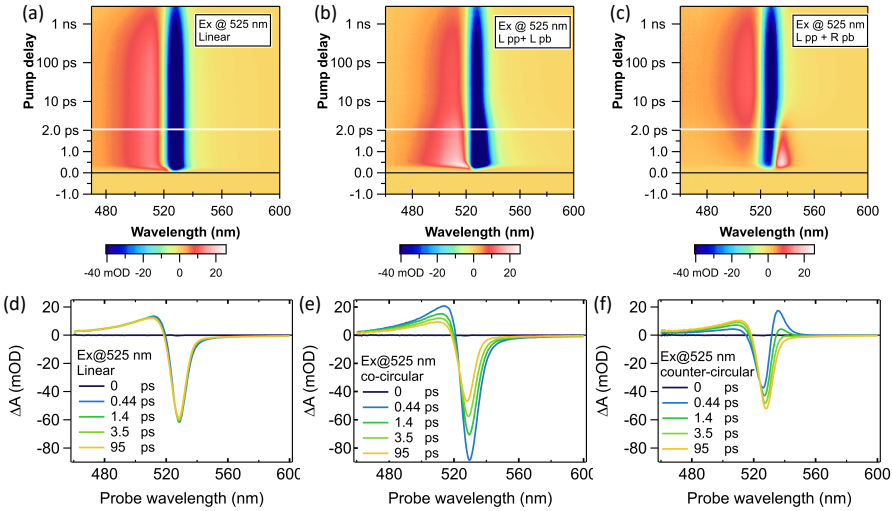 (a)
Ex @ 525 nm
Linear
Pump delay
1 ns
100 ps
10 ps
2.0 ps
1.0
0.0
-1.0
480 520 560 600
Wavelength (nm)
-40 mOD -20 0 20
(b)
Ex @ 525 nm
L pp+ L pb
Pump delay
1 ns
100 ps
10 ps
2.0 ps
1.0
0.0
-1.0
480 520 560 600
Wavelength (nm)
-40 mOD -20 0 20
(c)
Ex @ 525 nm
L pp + R pb
Pump delay
1 ns
100 ps
10 ps
2.0 ps
1.0
0.0
-1.0
480 520 560 600
Wavelength (nm)
-40 mOD -20 0 20
(d)
ΔA (mOD)
20
0
-20
-40
-60
-80
Ex@525 nm
Linear
0 ps
0.44 ps
1.4 ps
3.5 ps
95 ps
460 520 560 600
Probe wavelength (nm)
(e)
ΔA (mOD)
20
0
-20
-40
-60
-80
Ex@525 nm
co-circular
0 ps
0.44 ps
1.4 ps
3.5 ps
95 ps
480 520 560 600
Probe wavelength (nm)
(f)
ΔA (mOD)
20
0
-20
-40
-60
-80
Ex@525 nm
counter-circular
0 ps
0.44 ps
1.4 ps
3.5 ps
95 ps
480 520 560 600
Probe wavelength (nm)